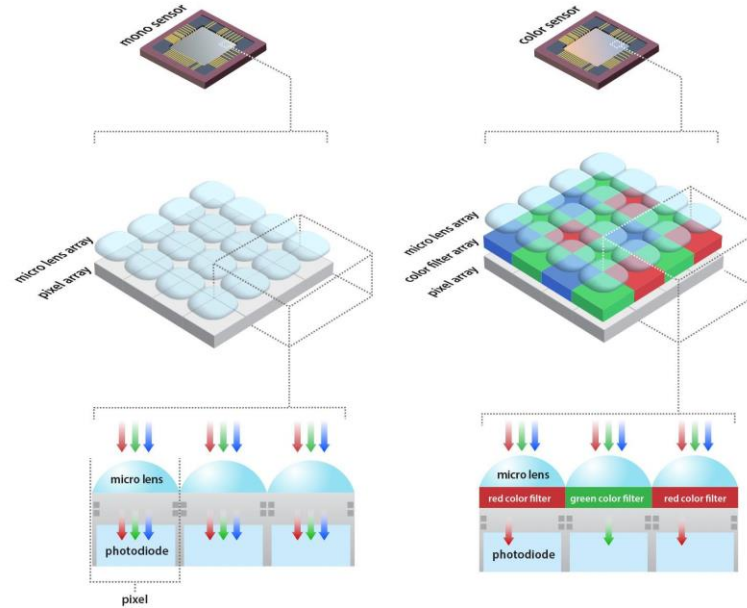 mono sensor
color sensor
micro lens array
pixel array
micro lens array
color filter array
pixel array
micro lens
photodiode
pixel
micro lens
red color filter
green color filter
red color filter
photodiode